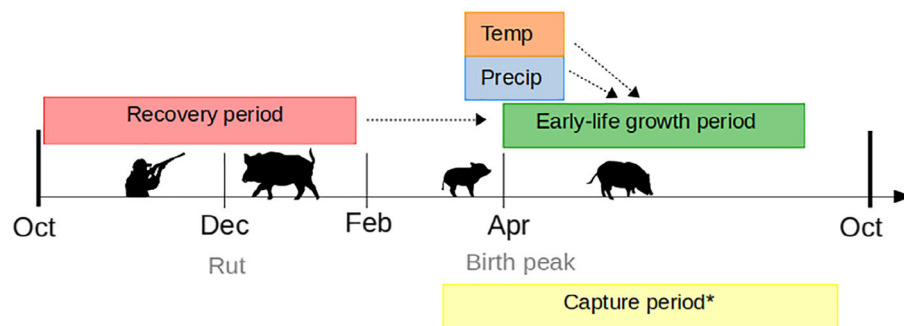 Temp
Precip
Recovery period
Early-life growth period
Oct
Dec
Feb
Apr
Oct
Rut
Birth peak
Capture period*